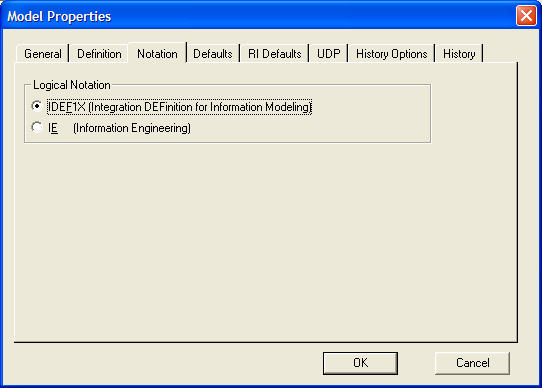 Model Properties
General Definition Notation Defaults RI Defaults UDP History Options History
Logical Notation
IDEF1X (Integration DEFinition for Information Modeling)
IE (Information Engineering)
OK Cancel